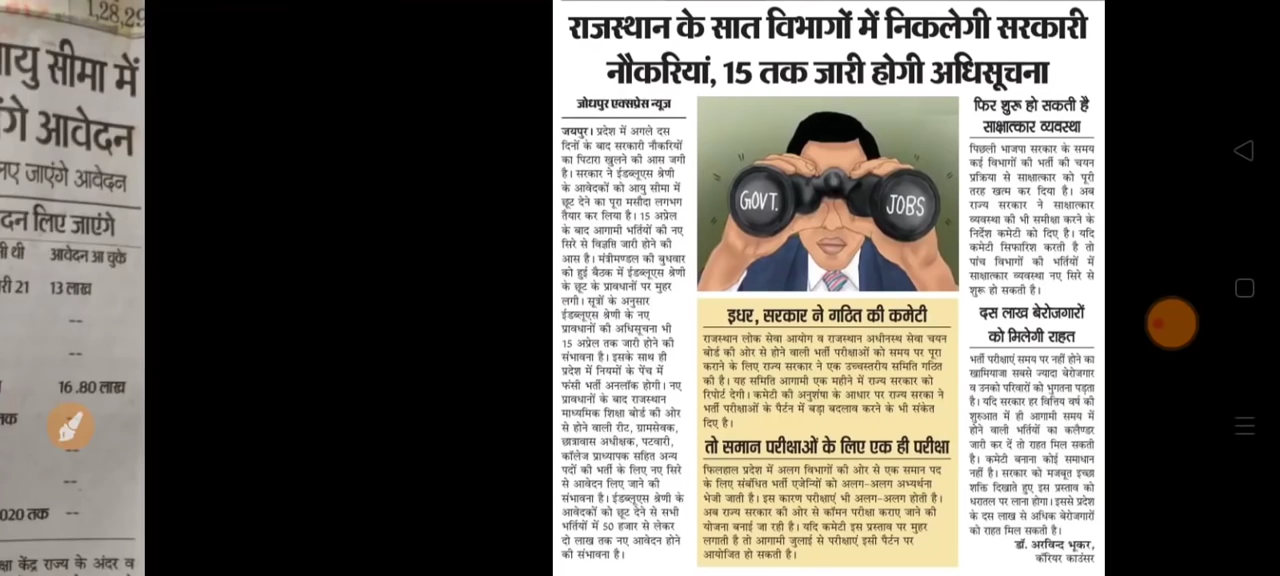 1,28,29
आयु सीमा में
गे आवेदन
लिए जाएंगे आवेदन
दन लिए जाएंगे
आवेदन आ चुके
री 21 13 लाख
--
--
16.80 लाख
तक
--
--
020 तक --
क्षा केंद्र राज्य के अंदर व
राजस्थान के सात विभागों में निकलेगी सरकारी
नौकरियां, 15 तक जारी होगी अधिसूचना
जोधपुर एक्सप्रेस न्यूज
जयपुर। प्रदेश में अगले दस
दिनों के बाद सरकारी नौकरियों
का पिटारा खुलने की आस जगी
है। सरकार ने ईडब्लूएस श्रेणी
के आवेदकों को आयु सीमा में
छूट देने का पूरा मसौदा लगभग
तैयार कर लिया है। 15 अप्रेल
के बाद आगामी भर्तियों की नए
सिरे से विज्ञप्ति जारी होने की
आस है। मंत्रीमण्डल की बुधवार
को हुई बैठक में ईडब्लूएस श्रेणी
के छूट के प्रावधानों पर मुहर
लगी। सूत्रों के अनुसार
ईडब्लूएस श्रेणी के नए
प्रावधानों की अधिसूचना भी
15 अप्रेल तक जारी होने की
संभावना है। इसके साथ ही
प्रदेश में नियमों के पेंच में
फंसी भर्ती अनलॉक होगी। नए
प्रावधानों के बाद राजस्थान
माध्यमिक शिक्षा बोर्ड की ओर
से होने वाली रीट, ग्रामसेवक,
छात्रावास अधीक्षक, पटवारी,
कॉलेज प्राध्यापक सहित अन्य
पदों की भर्ती के लिए नए सिरे
से आवेदन लिए जाने की
संभावना है। ईडब्लूएस श्रेणी के
आवेदकों को छूट देने से सभी
भर्तियों में 50 हजार से लेकर
दो लाख तक नए आवेदन होने
की संभावना है।
GOVT. JOBS
इधर, सरकार ने गठित की कमेटी
राजस्थान लोक सेवा आयोग व राजस्थान अधीनस्थ सेवा चयन
बोर्ड की ओर से होने वाली भर्ती परीक्षाओं को समय पर पूरा
कराने के लिए राज्य सरकार ने एक उच्चस्तरीय समिति गठित
की है। यह समिति आगामी एक महीने में राज्य सरकार को
रिपोर्ट देगी। कमेटी की अनुशंषा के आधार पर राज्य सरका ने
भर्ती परीक्षाओं के पैटर्न में बड़ा बदलाव करने के भी संकेत
दिए है।
तो समान परीक्षाओं के लिए एक ही परीक्षा
फिलहाल प्रदेश में अलग विभागों की ओर से एक समान पद
के लिए संबंधित भर्ती एजेन्यिों को अलग-अलग अभ्यर्थना
भेजी जाती है। इस कारण परीक्षाएं भी अलग-अलग होती है।
अब राज्य सरकार की ओर से कॉमन परीक्षा कराए जाने की
योजना बनाई जा रही है। यदि कमेटी इस प्रस्ताव पर मुहर
लगाती है तो आगामी जुलाई से परीक्षाएं इसी पैर्टन पर
आयोजित हो सकती है।
फिर शुरू हो सकती है
साक्षात्कार व्यवस्था
पिछली भाजपा सरकार के समय
कई विभागों की भर्ती की चयन
प्रक्रिया से साक्षात्कार को पूरी
तरह खत्म कर दिया है। अब
राज्य सरकार ने साक्षात्कार
व्यवस्था की भी समीक्षा करने के
निर्देश कमेटी को दिए है। यदि
कमेटी सिफारिश करती है तो
पांच विभागों की भर्तियों में
साक्षात्कार व्यवस्था नए सिरे से
शुरू हो सकती है।
दस लाख बेरोजगारों
को मिलेगी राहत
भर्ती परीक्षाएं समय पर नहीं होने का
खामियाजा सबसे ज्यादा बेरोजगार
व उनको परिवारों को भुगतना पड़ता
है। यदि सरकार हर वित्तिय वर्ष की
शुरुआत में ही आगामी समय में
होने वाली भर्तियों का कलैण्डर
जारी कर दें तो राहत मिल सकती
है। कमेटी बनाना कोई समाधान
नहीं है। सरकार को मजबूत इच्छा
शक्ति दिखाते हुए इस प्रस्ताव को
धरातल पर लाना होगा। इससे प्रदेश
के दस लाख से अधिक बेरोजगारों
को राहत मिल सकती है।
डॉ. अरविन्द भूकर,
कॅरियर काउंसर